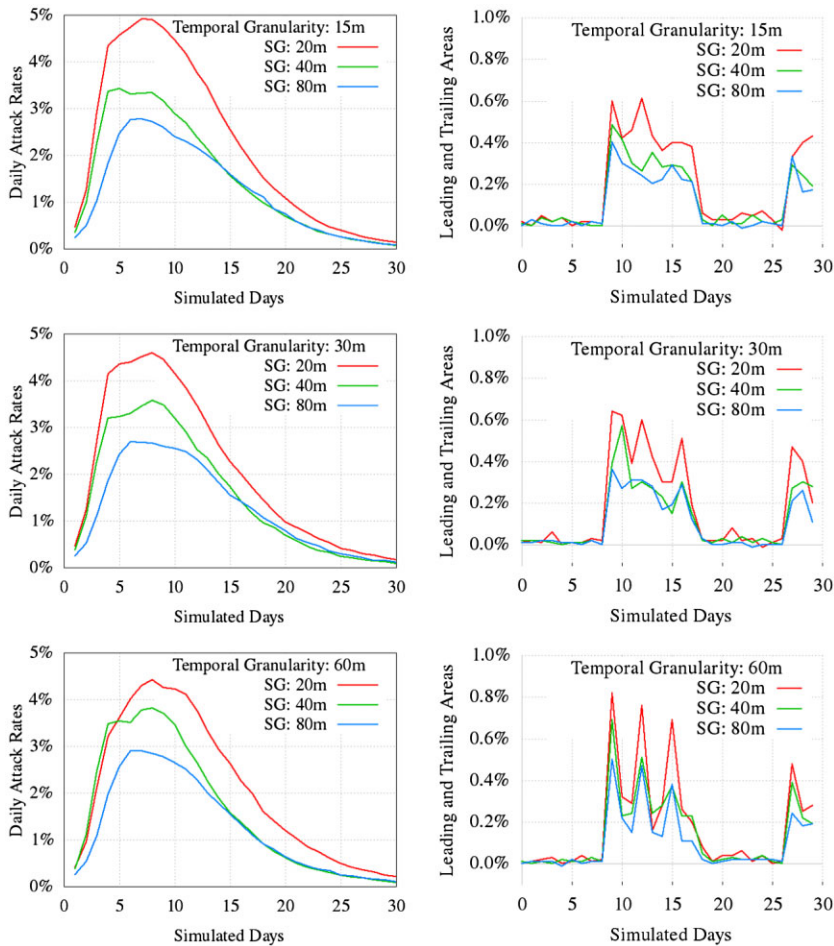 5%
4%
3%
2%
1%
0%
Daily Attack Rates
Temporal Granularity: 15m
SG: 20m
SG: 40m
SG: 80m
0 5 10 15 20 25 30
Simulated Days
1.0%
0.8%
0.6%
0.4%
0.2%
0.0%
Leading and Trailing Areas
Temporal Granularity: 15m
SG: 20m
SG: 40m
SG: 80m
0 5 10 15 20 25 30
Simulated Days
5%
4%
3%
2%
1%
0%
Daily Attack Rates
Temporal Granularity: 30m
SG: 20m
SG: 40m
SG: 80m
0 5 10 15 20 25 30
Simulated Days
1.0%
0.8%
0.6%
0.4%
0.2%
0.0%
Leading and Trailing Areas
Temporal Granularity: 30m
SG: 20m
SG: 40m
SG: 80m
0 5 10 15 20 25 30
Simulated Days
5%
4%
3%
2%
1%
0%
Daily Attack Rates
Temporal Granularity: 60m
SG: 20m
SG: 40m
SG: 80m
0 5 10 15 20 25 30
Simulated Days
1.0%
0.8%
0.6%
0.4%
0.2%
0.0%
Leading and Trailing Areas
Temporal Granularity: 60m
SG: 20m
SG: 40m
SG: 80m
0 5 10 15 20 25 30
Simulated Days